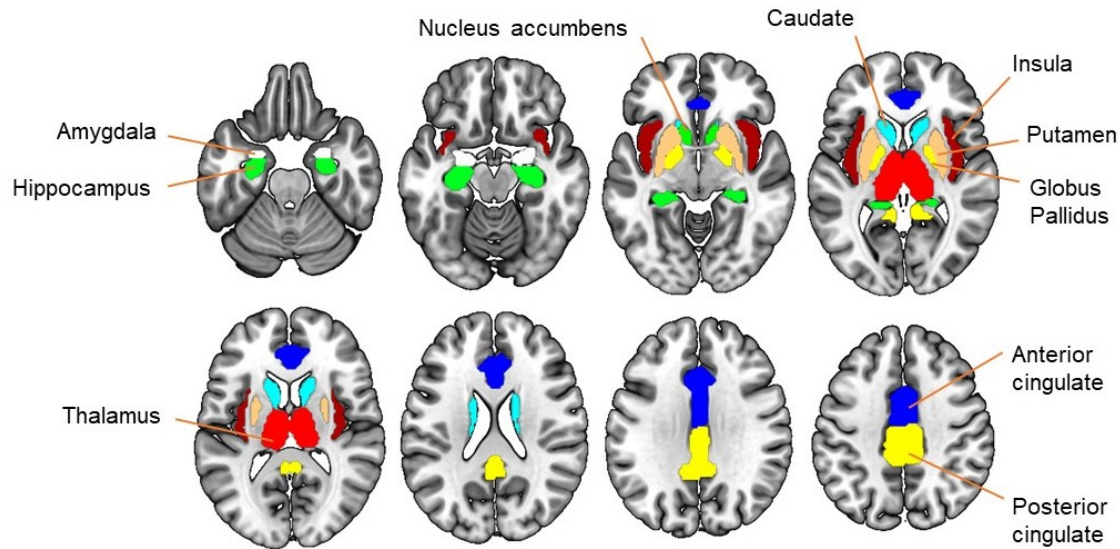 Nucleus accumbens
Caudate
Insula
Amygdala
Putamen
Hippocampus
Globus
Pallidus
Thalamus
Anterior
cingulate
Posterior
cingulate